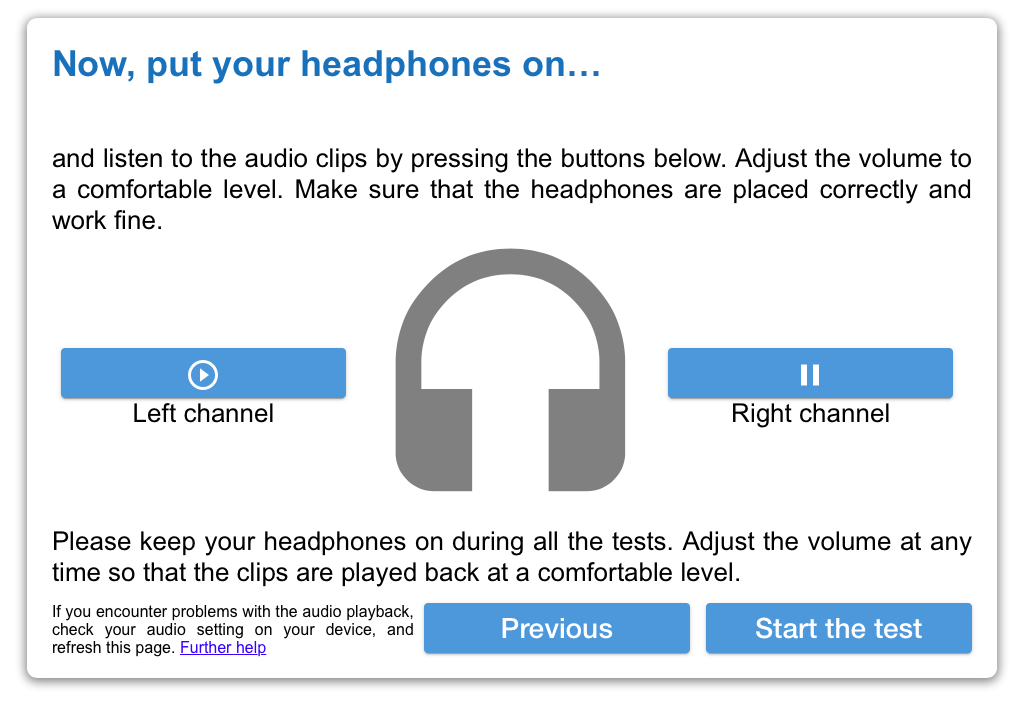 Now, put your headphones on…
and listen to the audio clips by pressing the buttons below. Adjust the volume to
a comfortable level. Make sure that the headphones are placed correctly and
work fine.
Left channel
Right channel
Please keep your headphones on during all the tests. Adjust the volume at any
time so that the clips are played back at a comfortable level.
If you encounter problems with the audio playback,
check your audio setting on your device, and
refresh this page. Further help
Previous
Start the test